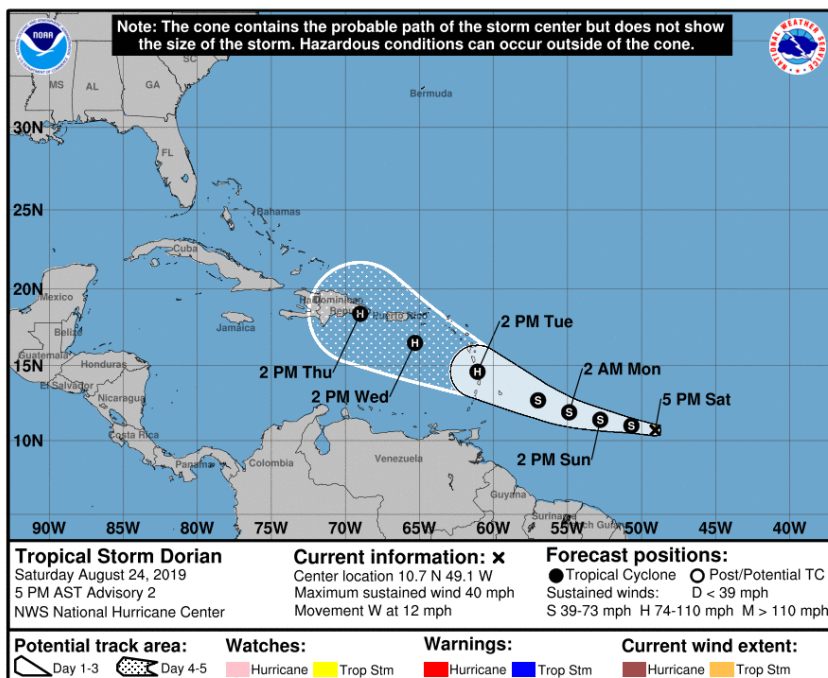 Note: The cone contains the probable path of the storm center but does not show
the size of the storm. Hazardous conditions can occur outside of the cone.
NOAA
NATIONAL WEATHER SERVICE
SC
MS
AL
GA
Bermuda
30N
FL
25N
Bahamas
Cuba
20N
Mexico
Dominican
Puerto Rico
Jamaica
Belize
H
H
2 PM Tue
Guatemala
Honduras
15N
2 PM Thu
H
2 AM Mon
El Salvador
2 PM Wed
5 PM Sat
Nicaragua
S
S
S
S
Costa Rica
10N
2 PM Sun
Panama
Venezuela
Colombia
Guyana
Suriname
90W 85W 80W 75W 70W 65W 60W 55W 50W 45W 40W
Tropical Storm Dorian
Saturday August 24, 2019
5 PM AST Advisory 2
NWS National Hurricane Center
Current information: x
Center location 10.7 N 49.1 W
Maximum sustained wind 40 mph
Movement W at 12 mph
Forecast positions:
Tropical Cyclone Post/Potential TC
Sustained winds: D < 39 mph
S 39-73 mph H 74-110 mph M > 110 mph
Potential track area:
Day 1-3 Day 4-5
Watches:
Hurricane Trop Stm
Warnings:
Hurricane Trop Stm
Current wind extent:
Hurricane Trop Stm